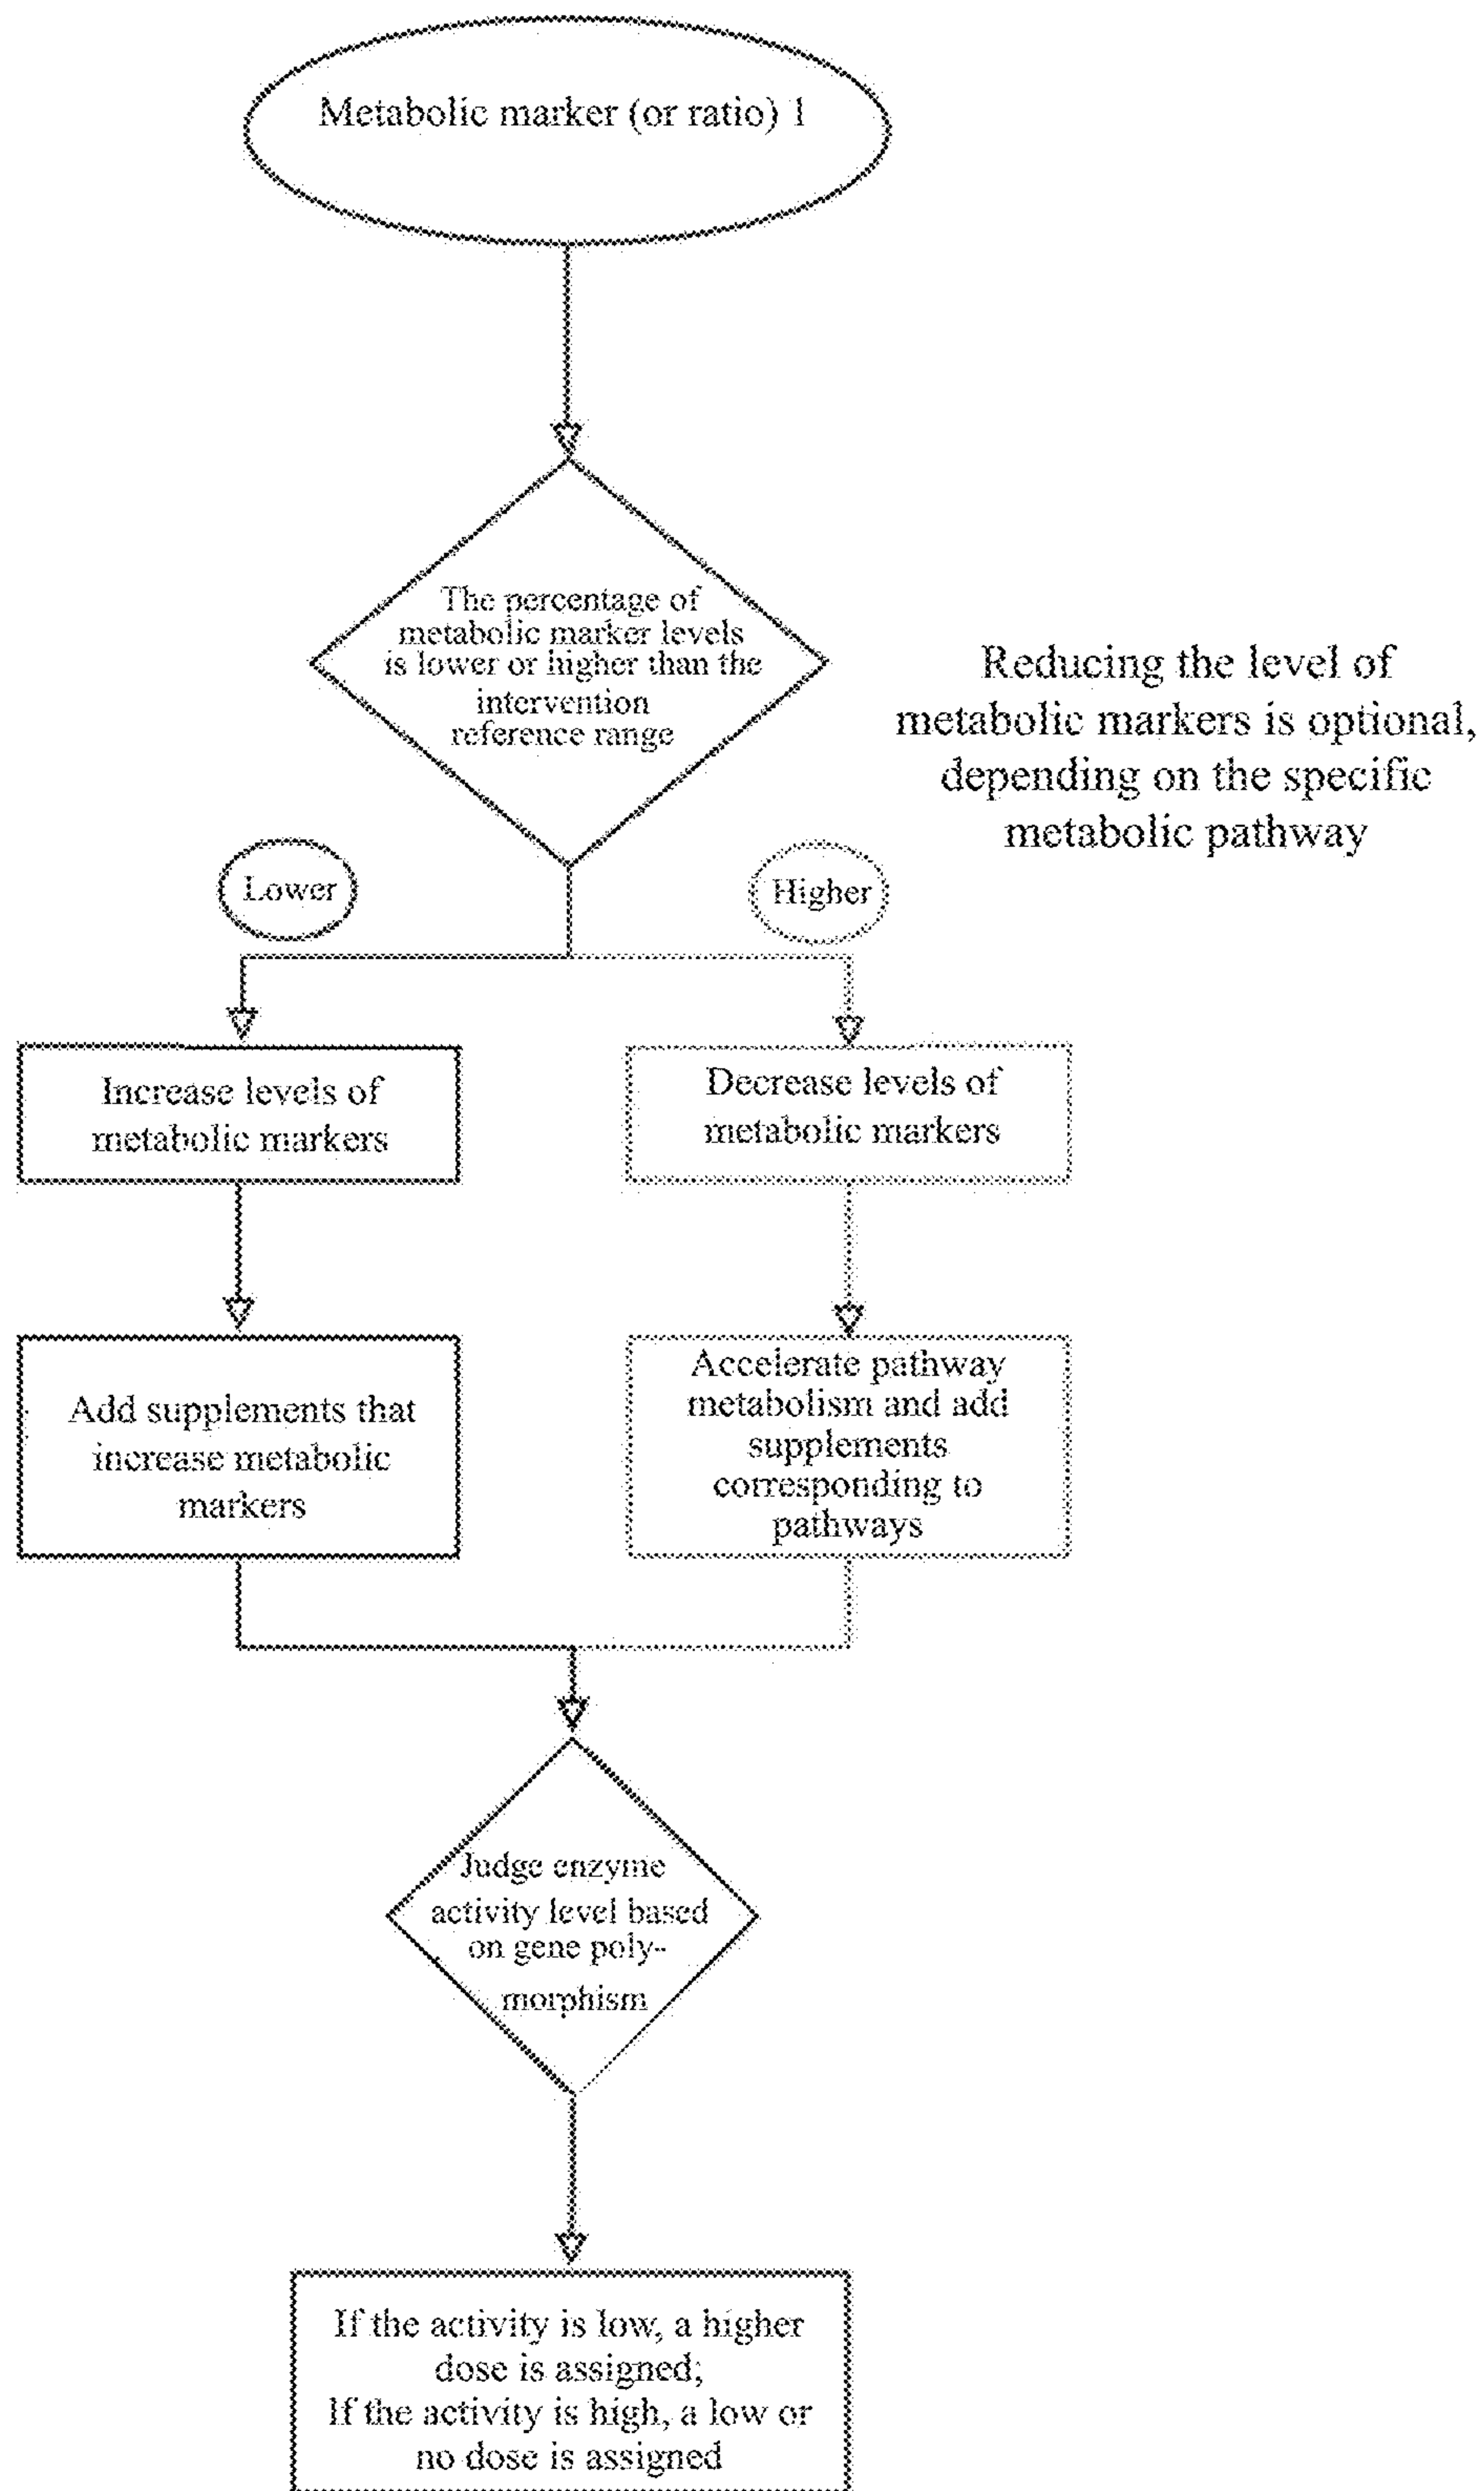 Metabolic marker (or ratio) 1
The percentage of
metabolic marker levels
is lower or higher than the
intervention
reference range
Reducing the level of
metabolic markers is optional,
depending on the specific
metabolic pathway
Lower
Higher
Increase levels of
metabolic markers
Decrease levels of
metabolic markers
Add supplements that
increase metabolic
markers
Accelerate pathway
metabolism and add
supplements
corresponding to
pathways
Judge enzyme
activity level based
on gene poly-
morphism
If the activity is low, a higher
dose is assigned;
If the activity is high, a low or
no dose is assigned